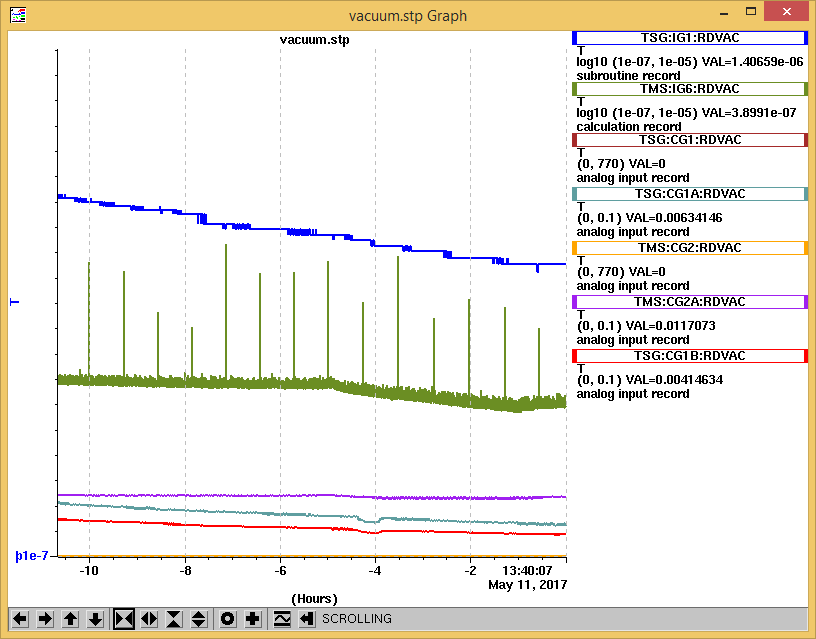 vacuum.stp Graph
vacuum.stp
TSG:IG1:RDVAC
T
log10 (1e-07, 1e-05) VAL=1.40659e-06
subroutine record
TMS:IG6:RDVAC
T
log10 (1e-07, 1e-05) VAL=3.8991e-07
calculation record
TSG:CG1:RDVAC
T
(0, 770) VAL=0
analog input record
TSG:CG1A:RDVAC
T
(0, 0.1) VAL=0.00634146
analog input record
TMS:CG2:RDVAC
T
(0, 770) VAL=0
analog input record
TMS:CG2A:RDVAC
T
(0, 0.1) VAL=0.0117073
analog input record
TSG:CG1B:RDVAC
T
(0, 0.1) VAL=0.00414634
analog input record
T
1e-7
-10 -8 -6 -4 -2 13:40:07
May 11, 2017
(Hours)
SCROLLING